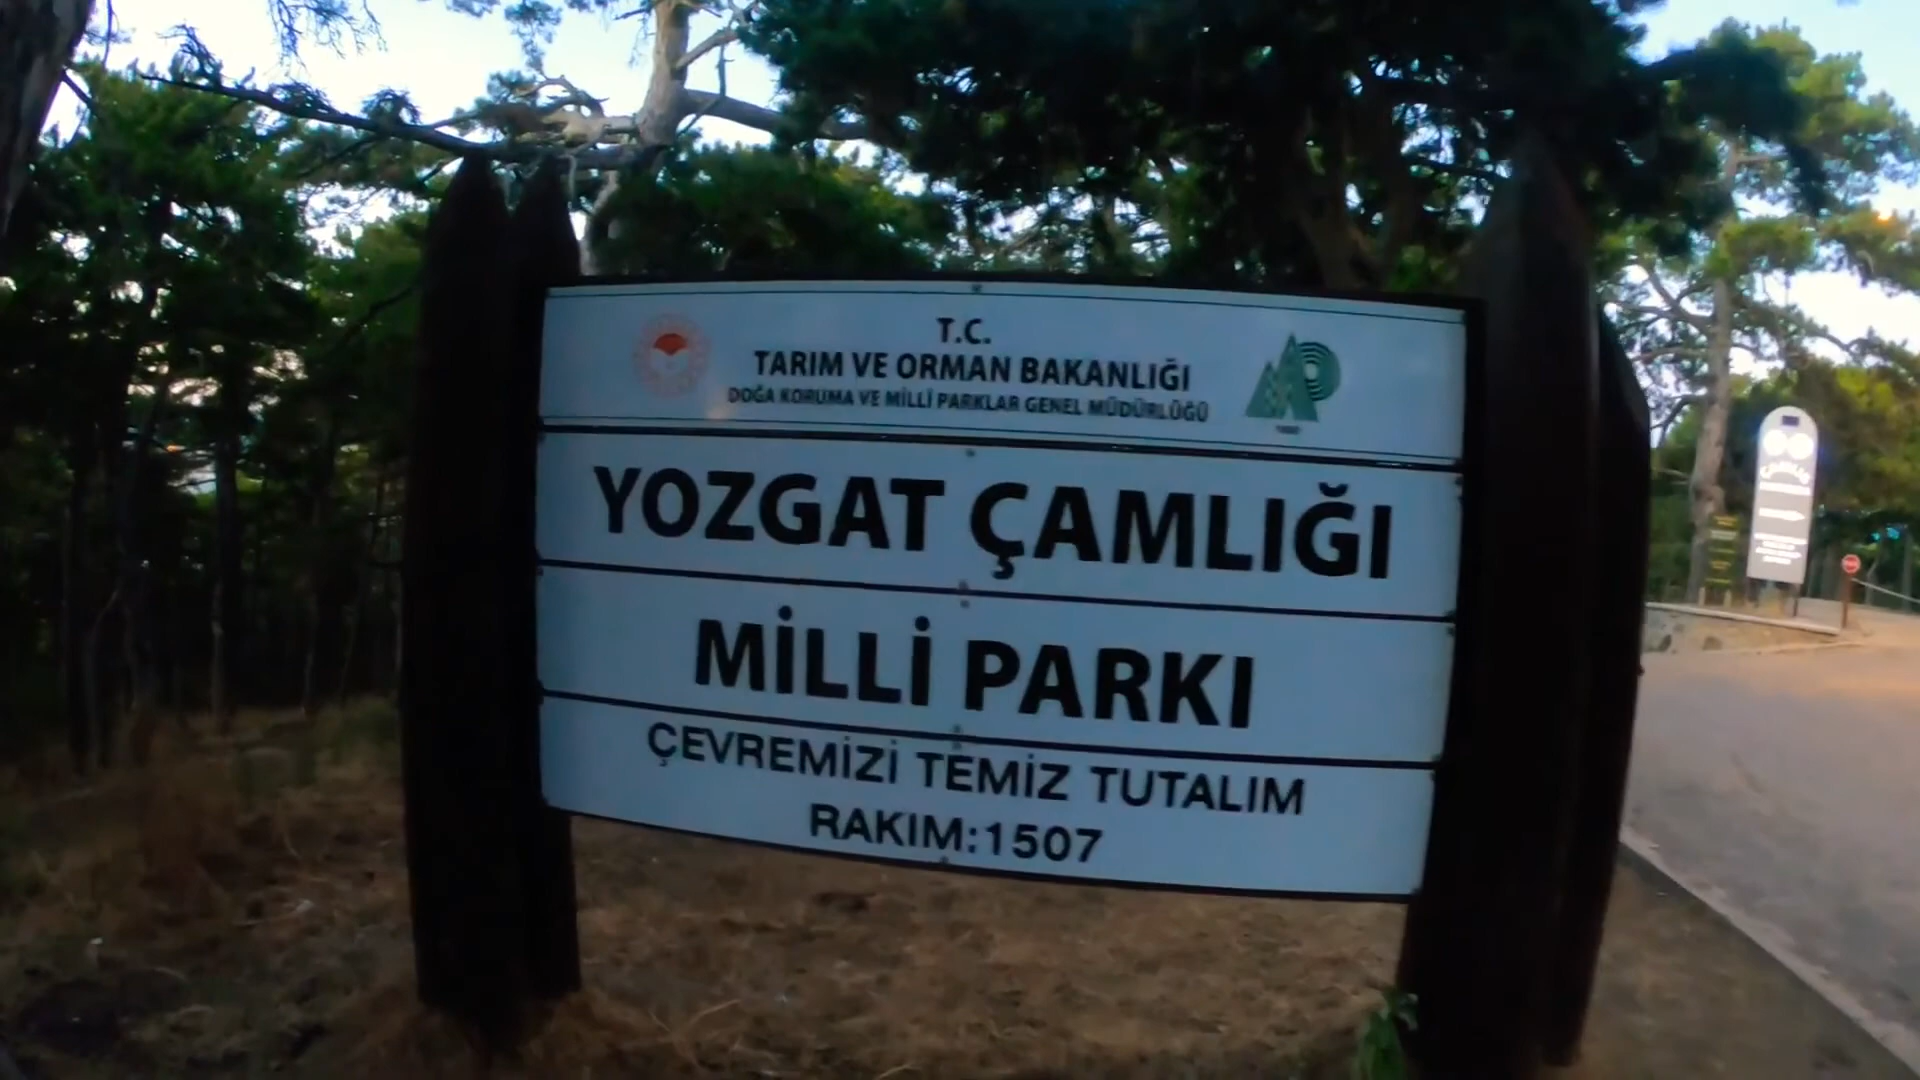 T.C.
TARIM VE ORMAN BAKANLIĞI
DOĞA KORUMA VE MİLLİ PARKLAR GENEL MÜDÜRLÜĞÜ
YOZGAT ÇAMLIĞI
MİLLİ PARKI
ÇEVREMİZİ TEMİZ TUTALIM
RAKIM:1507